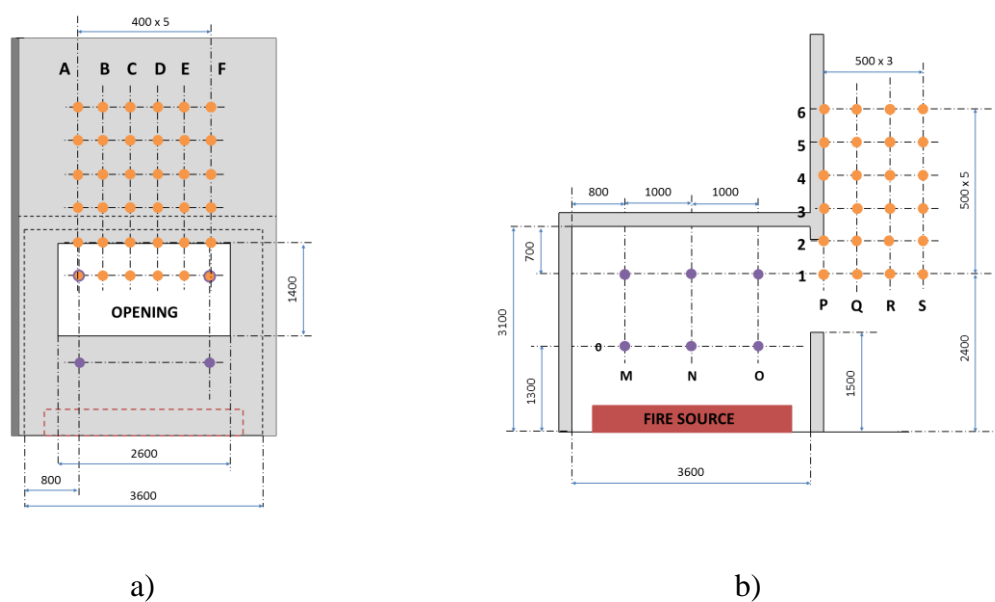 400 x 5
A B C D E F
OPENING
1400
2600
800
3600
a)
500 x 3
6
5
4
3
2
1
P Q R S
500 x 5
2400
800 1000 1000
700
3100
1300
0
M N O
FIRE SOURCE
1500
3600
b)